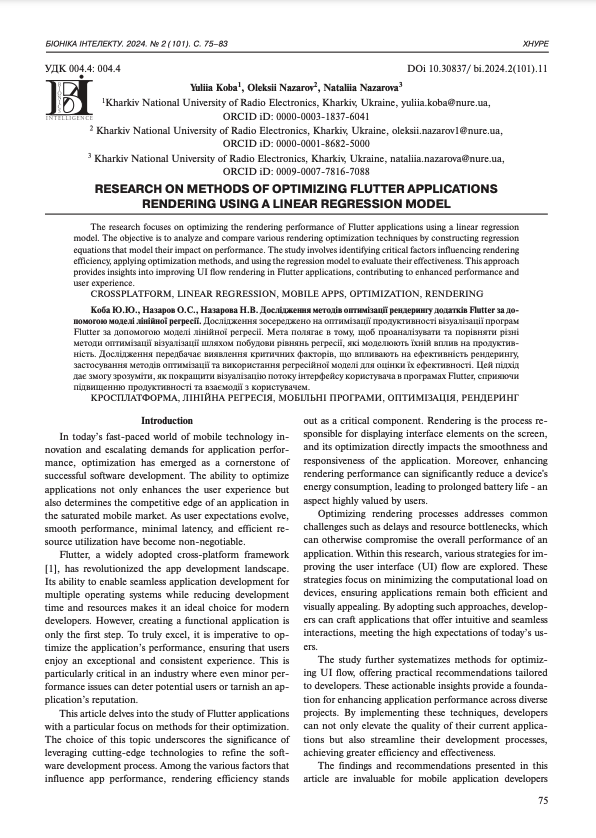 БІОНІКА ІНТЕЛЕКТУ. 2024. № 2 (101). С. 75–83
ХНУРЕ
УДК 004.4: 004.4
DOi 10.30837/ bi.2024.2(101).11
BIONICS
INTELLIGENCE
Yuliia Koba1, Oleksii Nazarov2, Nataliia Nazarova3
1Kharkiv National University of Radio Electronics, Kharkiv, Ukraine, yuliia.koba@nure.ua,
ORCID iD: 0000-0003-1837-6041
2 Kharkiv National University of Radio Electronics, Kharkiv, Ukraine, oleksii.nazarov1@nure.ua,
ORCID iD: 0000-0001-8682-5000
3 Kharkiv National University of Radio Electronics, Kharkiv, Ukraine, nataliia.nazarova@nure.ua,
ORCID iD: 0009-0007-7816-7088
RESEARCH ON METHODS OF OPTIMIZING FLUTTER APPLICATIONS
RENDERING USING A LINEAR REGRESSION MODEL
The research focuses on optimizing the rendering performance of Flutter applications using a linear regression
model. The objective is to analyze and compare various rendering optimization techniques by constructing regression
equations that model their impact on performance. The study involves identifying critical factors influencing rendering
efficiency, applying optimization methods, and using the regression model to evaluate their effectiveness. This approach
provides insights into improving UI flow rendering in Flutter applications, contributing to enhanced performance and
user experience.
CROSSPLATFORM, LINEAR REGRESSION, MOBILE APPS, OPTIMIZATION, RENDERING
Коба Ю.Ю., Назаров О.С., Назарова Н.В. Дослідження методів оптимізації рендерингу додатків Flutter за до-
помогою моделі лінійної регресії. Дослідження зосереджено на оптимізації продуктивності візуалізації програм
Flutter за допомогою моделі лінійної регресії. Мета полягає в тому, щоб проаналізувати та порівняти різні
методи оптимізації візуалізації шляхом побудови рівнянь регресії, які моделюють їхній вплив на продуктив-
ність. Дослідження передбачає виявлення критичних факторів, що впливають на ефективність рендерингу,
застосування методів оптимізації та використання регресійної моделі для оцінки їх ефективності. Цей підхід
дає змогу зрозуміти, як покращити візуалізацію потоку інтерфейсу користувача в програмах Flutter, сприяючи
підвищенню продуктивності та взаємодії з користувачем.
КРОСПЛАТФОРМА, ЛІНІЙНА РЕГРЕСІЯ, МОБІЛЬНІ ПРОГРАМИ, ОПТИМІЗАЦІЯ, РЕНДЕРИНГ
Introduction
In today's fast-paced world of mobile technology in-
novation and escalating demands for application perfor-
mance, optimization has emerged as a cornerstone of
successful software development. The ability to optimize
applications not only enhances the user experience but
also determines the competitive edge of an application in
the saturated mobile market. As user expectations evolve,
smooth performance, minimal latency, and efficient re-
source utilization have become non-negotiable.
Flutter, a widely adopted cross-platform framework
[1], has revolutionized the app development landscape.
Its ability to enable seamless application development for
multiple operating systems while reducing development
time and resources makes it an ideal choice for modern
developers. However, creating a functional application is
only the first step. To truly excel, it is imperative to op-
timize the application's performance, ensuring that users
enjoy an exceptional and consistent experience. This is
particularly critical in an industry where even minor per-
formance issues can deter potential users or tarnish an ap-
plication's reputation.
This article delves into the study of Flutter applications
with a particular focus on methods for their optimization.
The choice of this topic underscores the significance of
leveraging cutting-edge technologies to refine the soft-
ware development process. Among the various factors that
influence app performance, rendering efficiency stands
out as a critical component. Rendering is the process re-
sponsible for displaying interface elements on the screen,
and its optimization directly impacts the smoothness and
responsiveness of the application. Moreover, enhancing
rendering performance can significantly reduce a device's
energy consumption, leading to prolonged battery life - an
aspect highly valued by users.
Optimizing rendering processes addresses common
challenges such as delays and resource bottlenecks, which
can otherwise compromise the overall performance of an
application. Within this research, various strategies for im-
proving the user interface (UI) flow are explored. These
strategies focus on minimizing the computational load on
devices, ensuring applications remain both efficient and
visually appealing. By adopting such approaches, develop-
ers can craft applications that offer intuitive and seamless
interactions, meeting the high expectations of today's us-
ers.
The study further systematizes methods for optimiz-
ing UI flow, offering practical recommendations tailored
to developers. These actionable insights provide a founda-
tion for enhancing application performance across diverse
projects. By implementing these techniques, developers
can not only elevate the quality of their current applica-
tions but also streamline their development processes,
achieving greater efficiency and effectiveness.
The findings and recommendations presented in this
article are invaluable for mobile application developers
75